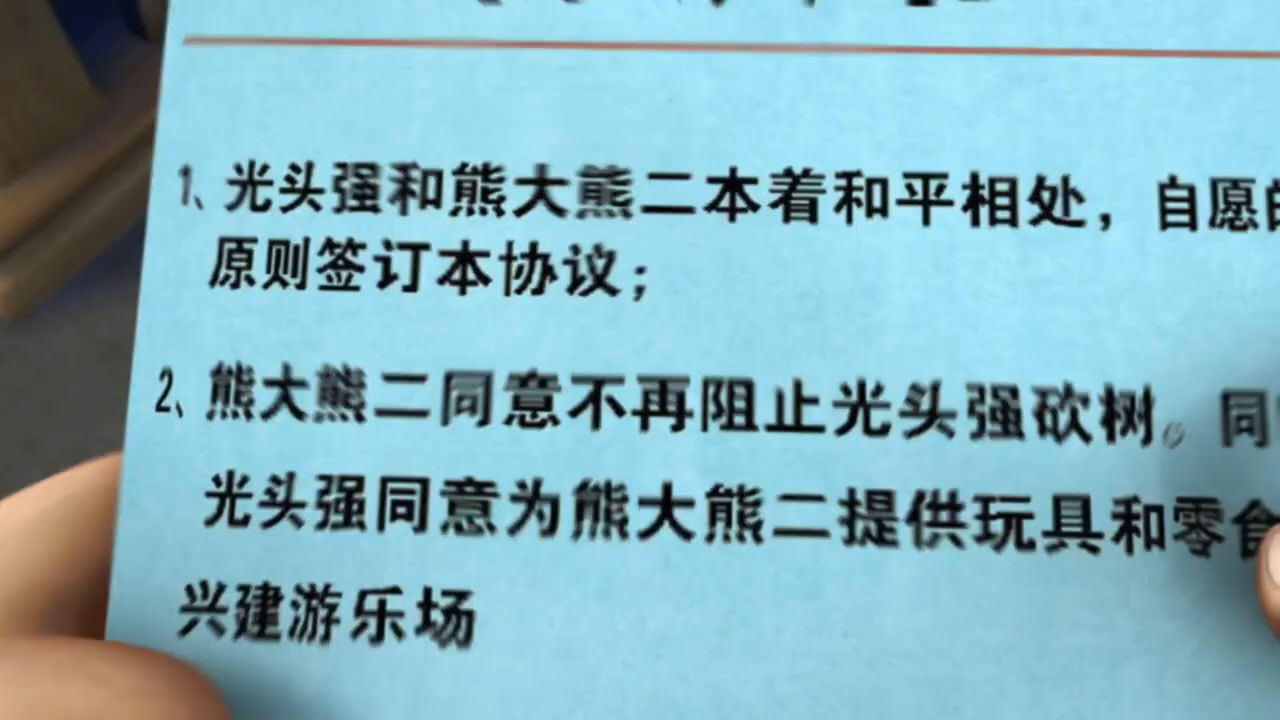 1、光头强和熊大熊二本着和平相处，自愿的
原则签订本协议；
2、熊大熊二同意不再阻止光头强砍树。同
光头强同意为熊大熊二提供玩具和零食
兴建游乐场